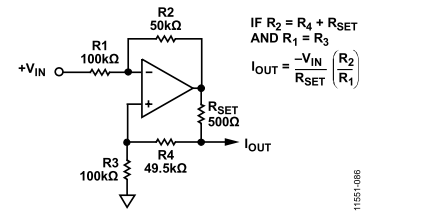 R2
50kΩ
R1
100kΩ
+VIN
−
+
RSET
500Ω
IOUT
R4
49.5kΩ
R3
100kΩ
IF R2 = R4 + RSET
AND R1 = R3
IOUT = −VIN / RSET (R2 / R1)
11551-086